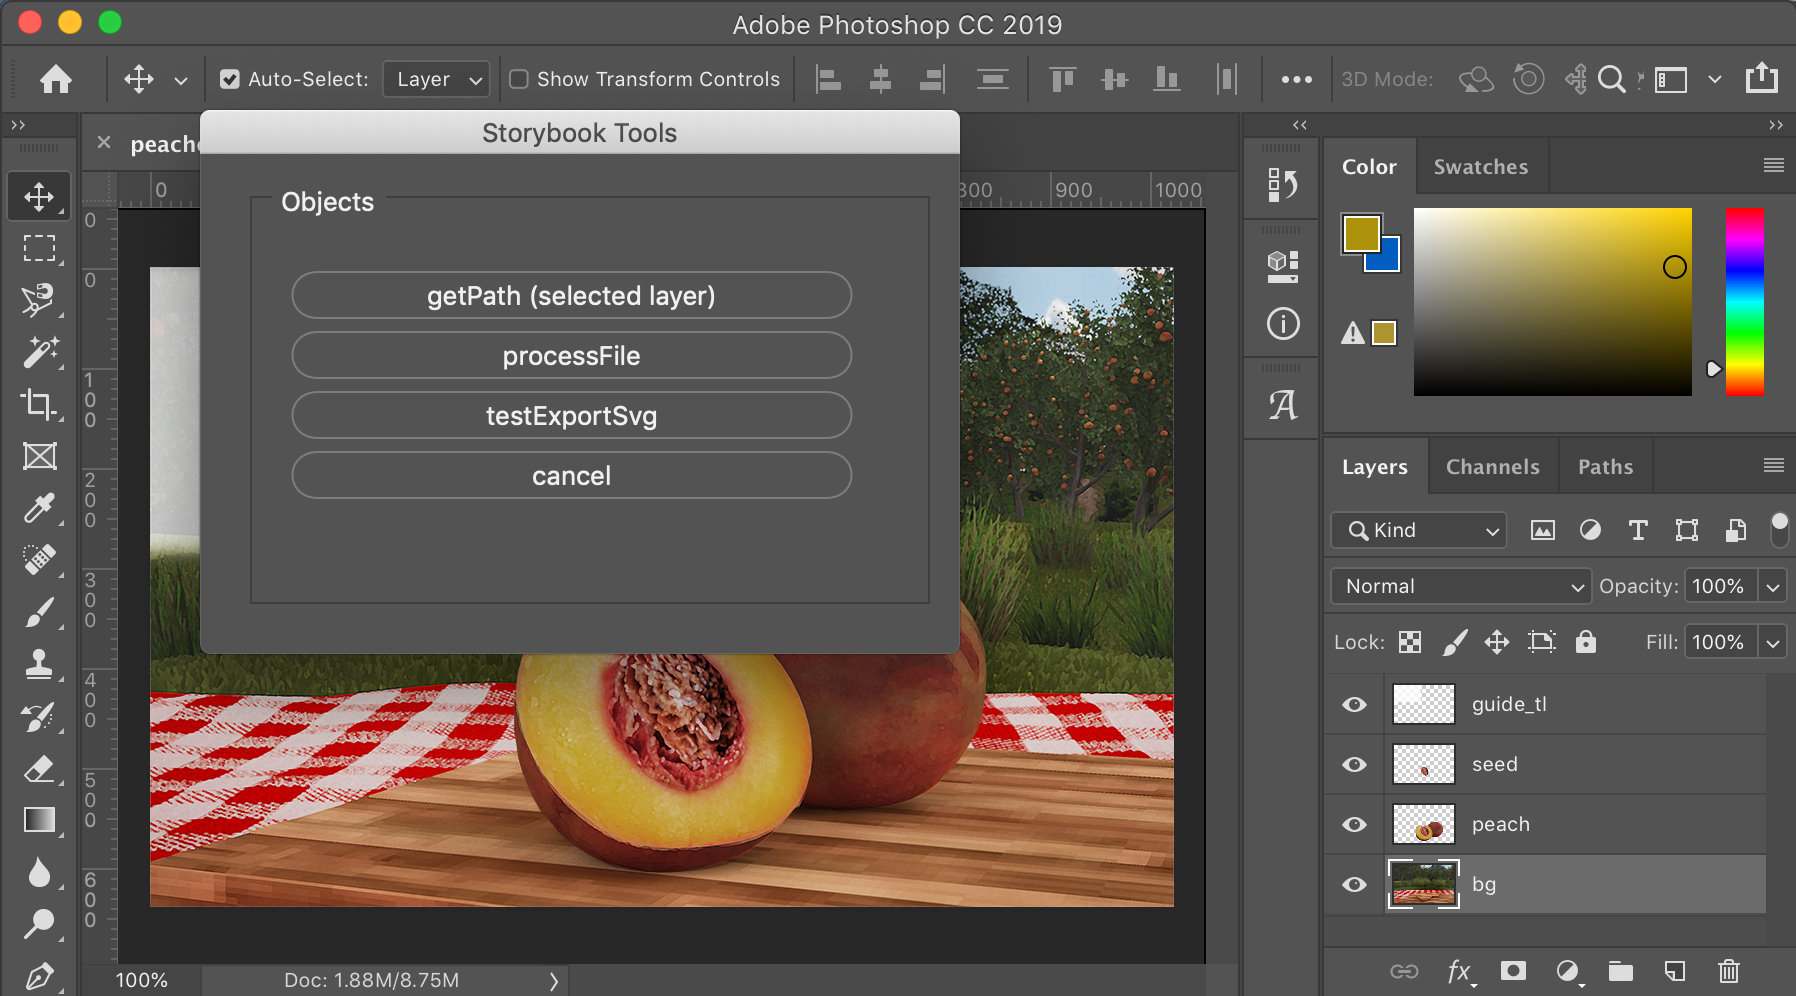 Adobe Photoshop CC 2019
Auto-Select:
Layer
Show Transform Controls
3D Mode:
Storybook Tools
Objects
getPath (selected layer)
processFile
testExportSvg
cancel
0
900
1000
0
0
100
200
300
400
500
600
100%
Doc: 1.88M/8.75M
Color
Swatches
Layers
Channels
Paths
Kind
Normal
Opacity:
100%
Lock:
Fill:
100%
guide_tl
seed
peach
bg
fx